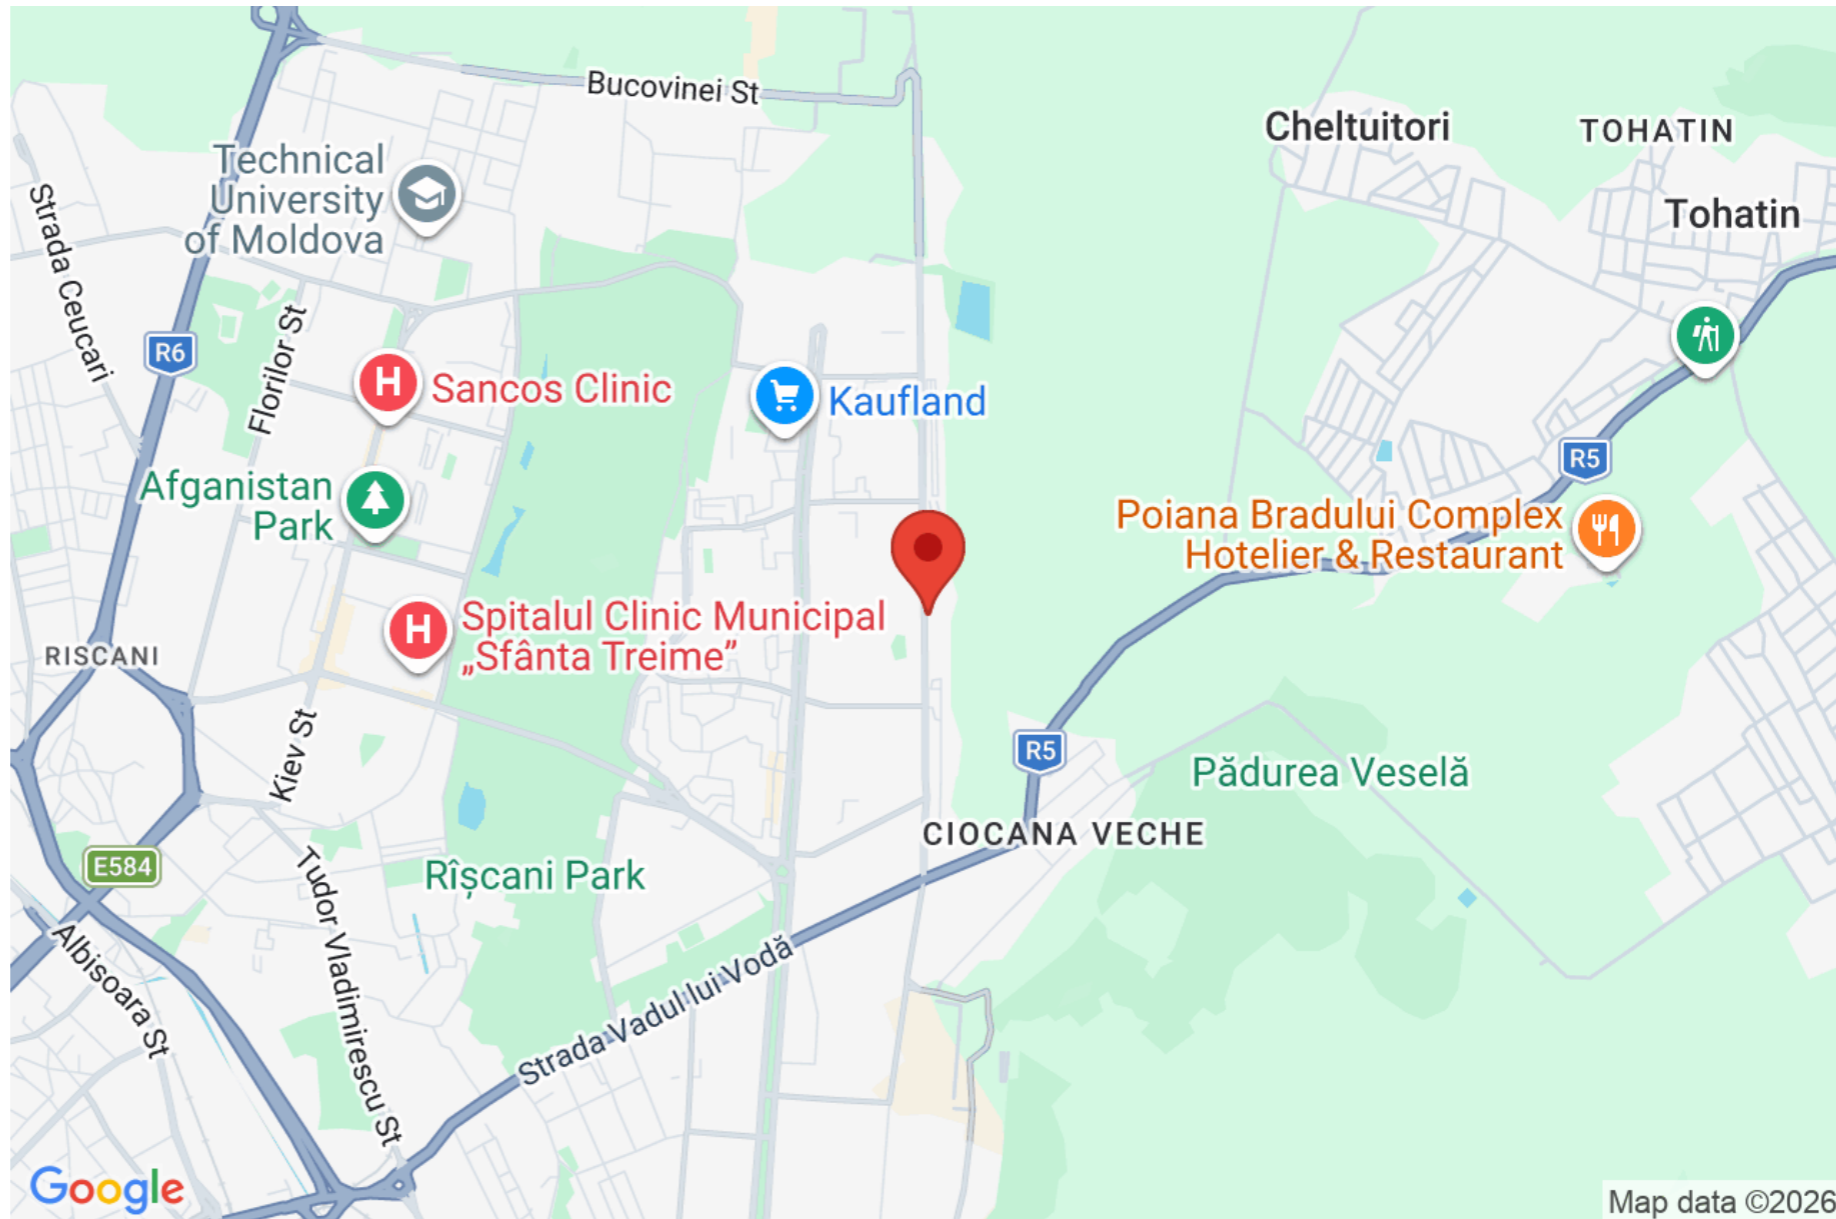 Bucovinei St
Cheltuitori
TOHATIN
Technical
University
of Moldova
Strada Ceucari
Tohatin
R6
Florilor St
H
Sancos Clinic
Kaufland
R5
Afganistan
Park
Poiana Bradului Complex
Hotelier & Restaurant
H
Spitalul Clinic Municipal
„Sfânta Treime”
RISCANI
Kiev St
R5
Pădurea Veselă
CIOCANA VECHE
E584
Rîșcani Park
Tudor Vladimirescu St
Albisoara St
Strada Vadul lui Vodă
Google
Map data ©2026